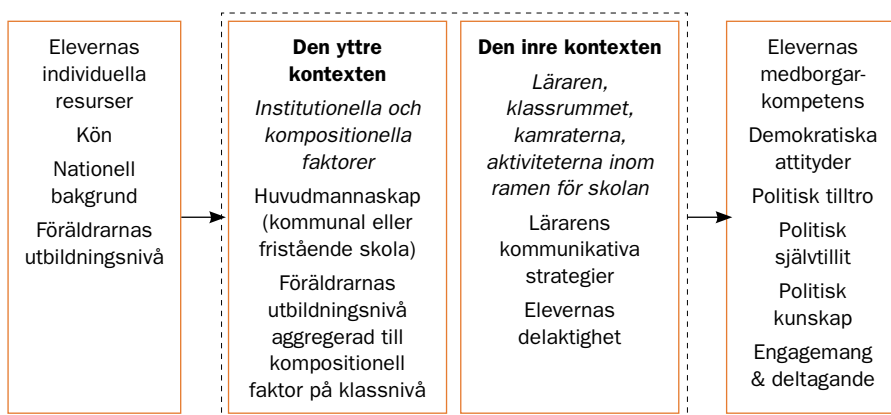 Elevernas
individuella
resurser
Kön
Nationell
bakgrund
Föräldrarnas
utbildningsnivå
Den yttre
kontexten
Institutionella och
kompositionella
faktorer
Huvudmannaskap
(kommunal eller
fristående skola)
Föräldrarnas
utbildningsnivå
aggregerad till
kompositionell
faktor på klassnivå
Den inre kontexten
Läraren,
klassrummet,
kamraterna,
aktiviteterna inom
ramen för skolan
Lärarens
kommunikativa
strategier
Elevernas
delaktighet
Elevernas
medborgar-
kompetens
Demokratiska
attityder
Politisk tilltro
Politisk
självtillit
Politisk
kunskap
Engagemang
& deltagande